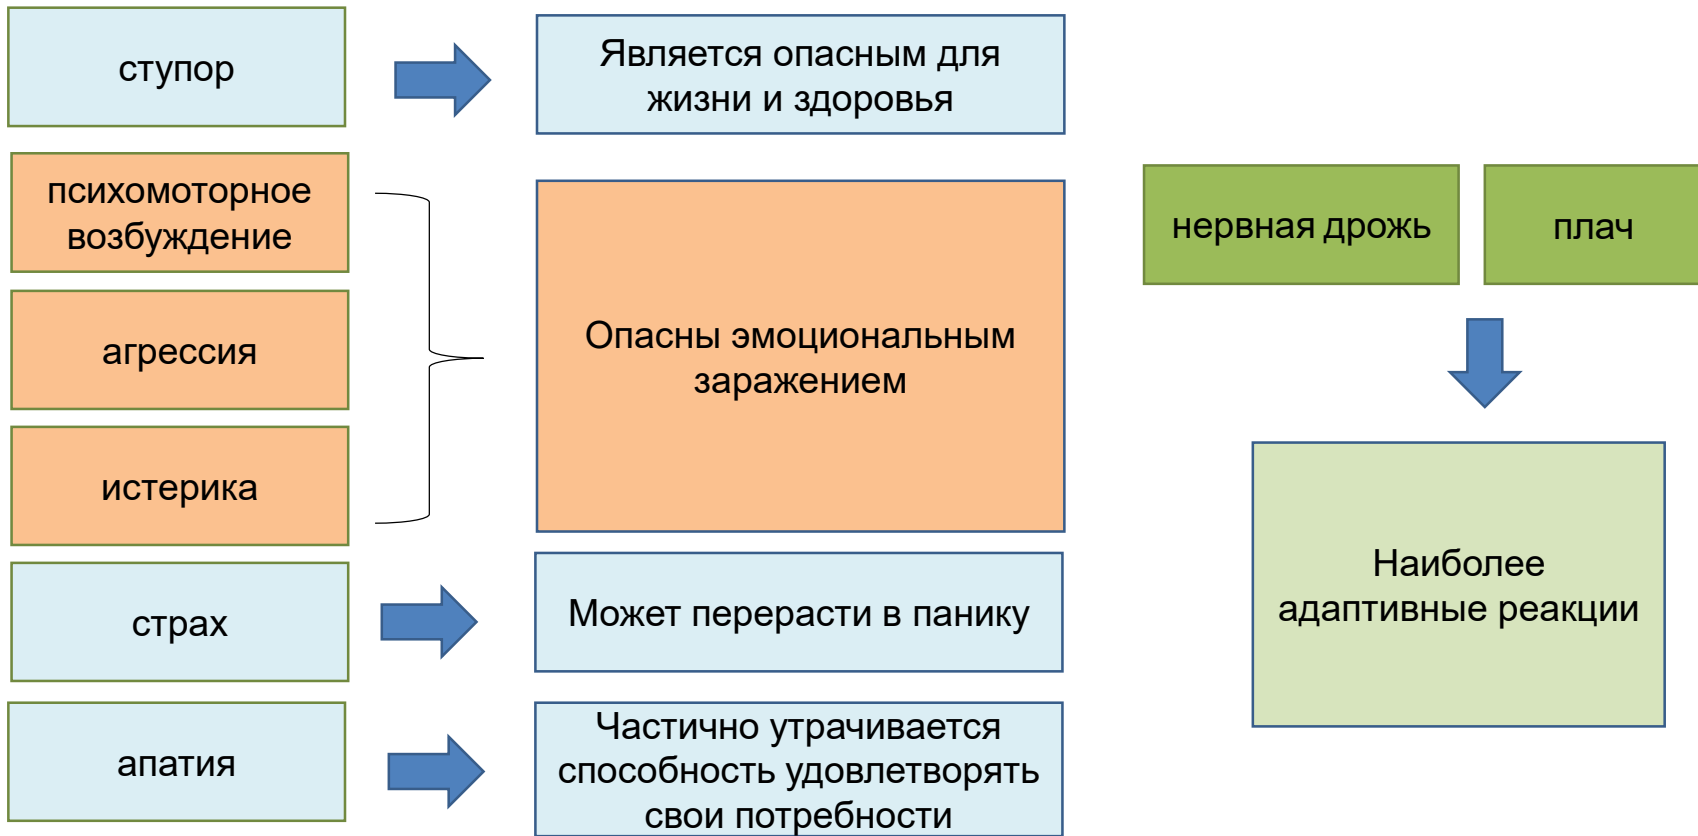 ступор
Является опасным для
жизни и здоровья
психомоторное
возбуждение
агрессия
истерика
Опасны эмоциональным
заражением
страх
Может перерасти в панику
апатия
Частично утрачивается
способность удовлетворять
свои потребности
нервная дрожь
плач
Наиболее
адаптивные реакции